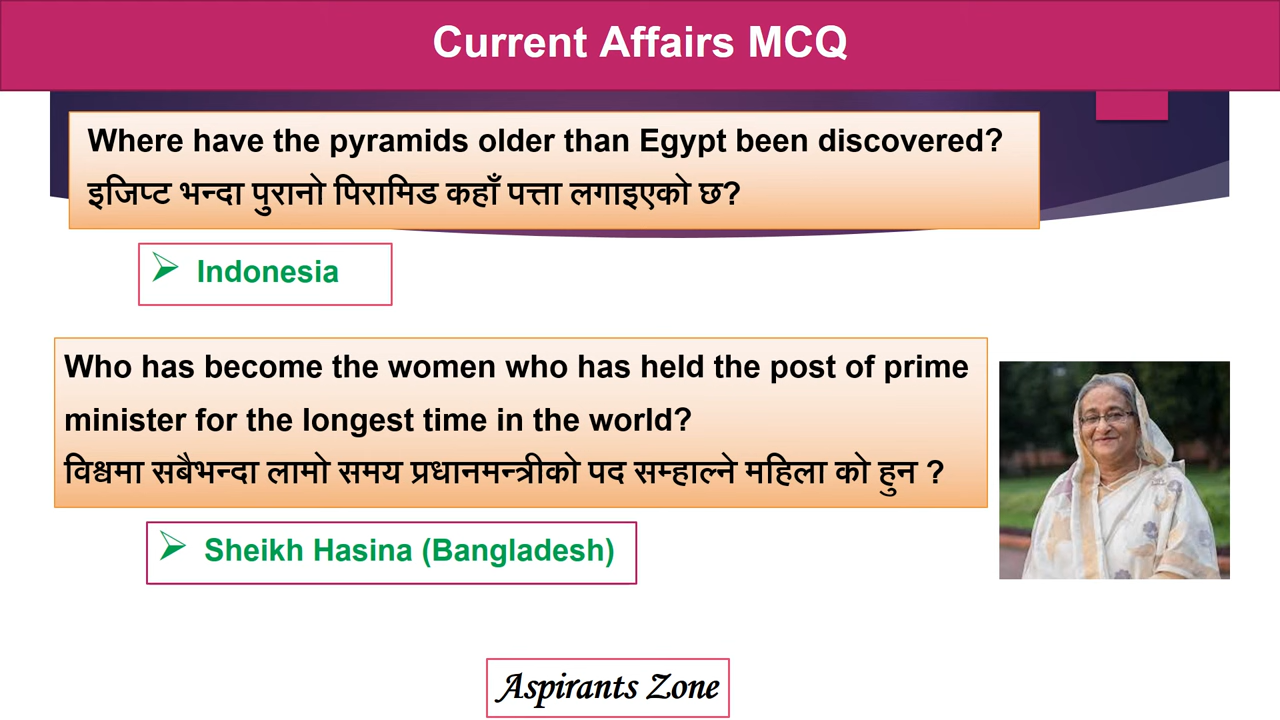 Current Affairs MCQ
Where have the pyramids older than Egypt been discovered?
इजिप्ट भन्दा पुरानो पिरामिड कहाँ पत्ता लगाइएको छ?
Indonesia
Who has become the women who has held the post of prime
minister for the longest time in the world?
विश्वमा सबैभन्दा लामो समय प्रधानमन्त्रीको पद सम्हाल्ने महिला को हुन ?
Sheikh Hasina (Bangladesh)
Aspirants Zone